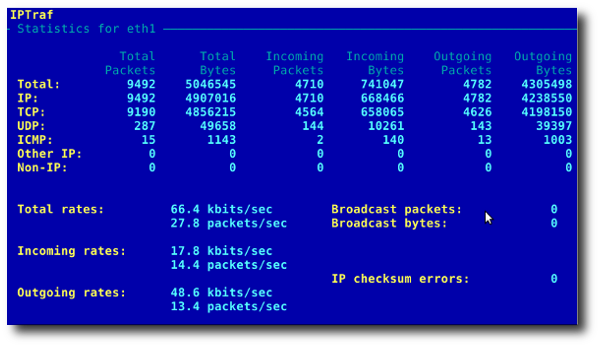 IPTraf
Statistics for eth1
Total Total Incoming Incoming Outgoing Outgoing
Packets Bytes Packets Bytes Packets Bytes
Total: 9492 5046545 4710 741047 4782 4305498
IP: 9492 4907016 4710 668466 4782 4238550
TCP: 9190 4856215 4564 658065 4626 4198150
UDP: 287 49658 144 10261 143 39397
ICMP: 15 1143 2 140 13 1003
Other IP: 0 0 0 0 0 0
Non-IP: 0 0 0 0 0 0
Total rates: 66.4 kbits/sec Broadcast packets: 0
27.8 packets/sec Broadcast bytes: 0
Incoming rates: 17.8 kbits/sec
14.4 packets/sec
IP checksum errors: 0
Outgoing rates: 48.6 kbits/sec
13.4 packets/sec